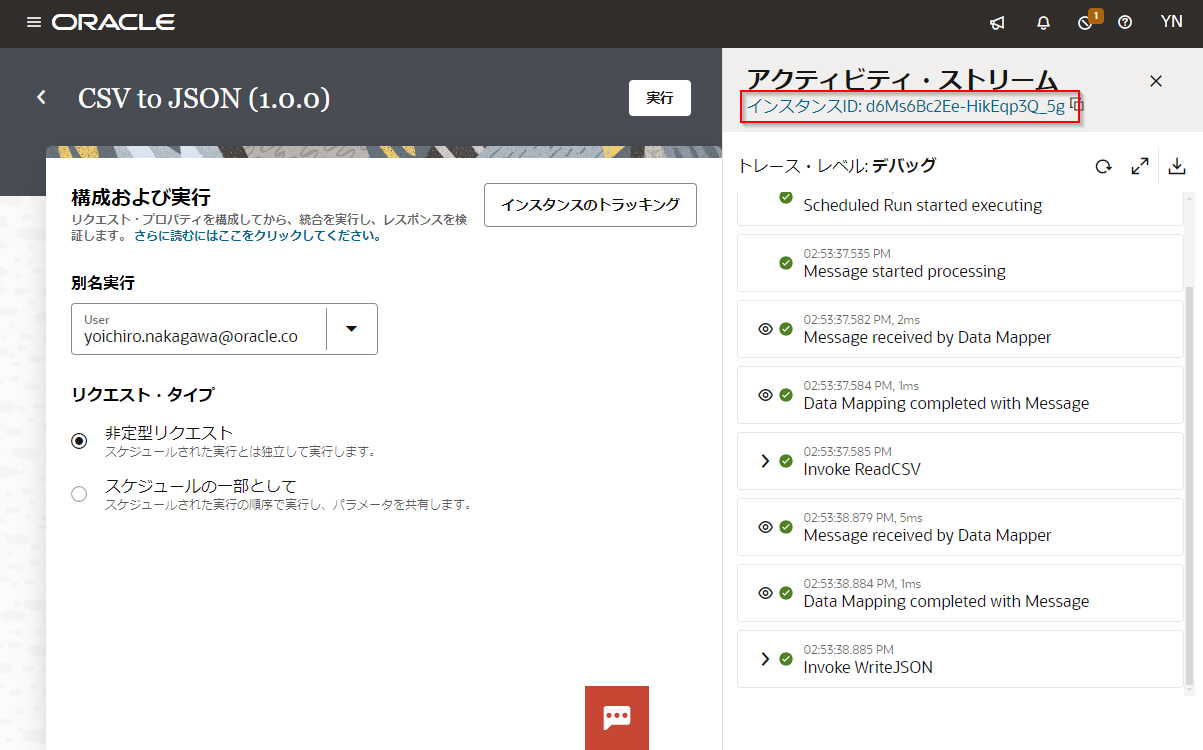 ORACLE
1
YN
CSV to JSON (1.0.0)
実行
構成および実行
リクエスト・プロパティを構成してから、統合を実行し、レスポンスを検
証します。 さらに読むにはここをクリックしてください。
インスタンスのトラッキング
別名実行
User
yoichiro.nakagawa@oracle.co
リクエスト・タイプ
非定型リクエスト
スケジュールされた実行とは独立して実行します。
スケジュールの一部として
スケジュールされた実行の順序で実行し、パラメータを共有します。
アクティビティ・ストリーム
インスタンスID: d6Ms6Bc2Ee-HikEqp3Q_5g
トレース・レベル: デバッグ
Scheduled Run started executing
02:53:37.535 PM
Message started processing
02:53:37.582 PM, 2ms
Message received by Data Mapper
02:53:37.584 PM, 1ms
Data Mapping completed with Message
02:53:37.585 PM
Invoke ReadCSV
02:53:38.879 PM, 5ms
Message received by Data Mapper
02:53:38.884 PM, 1ms
Data Mapping completed with Message
02:53:38.885 PM
Invoke WriteJSON